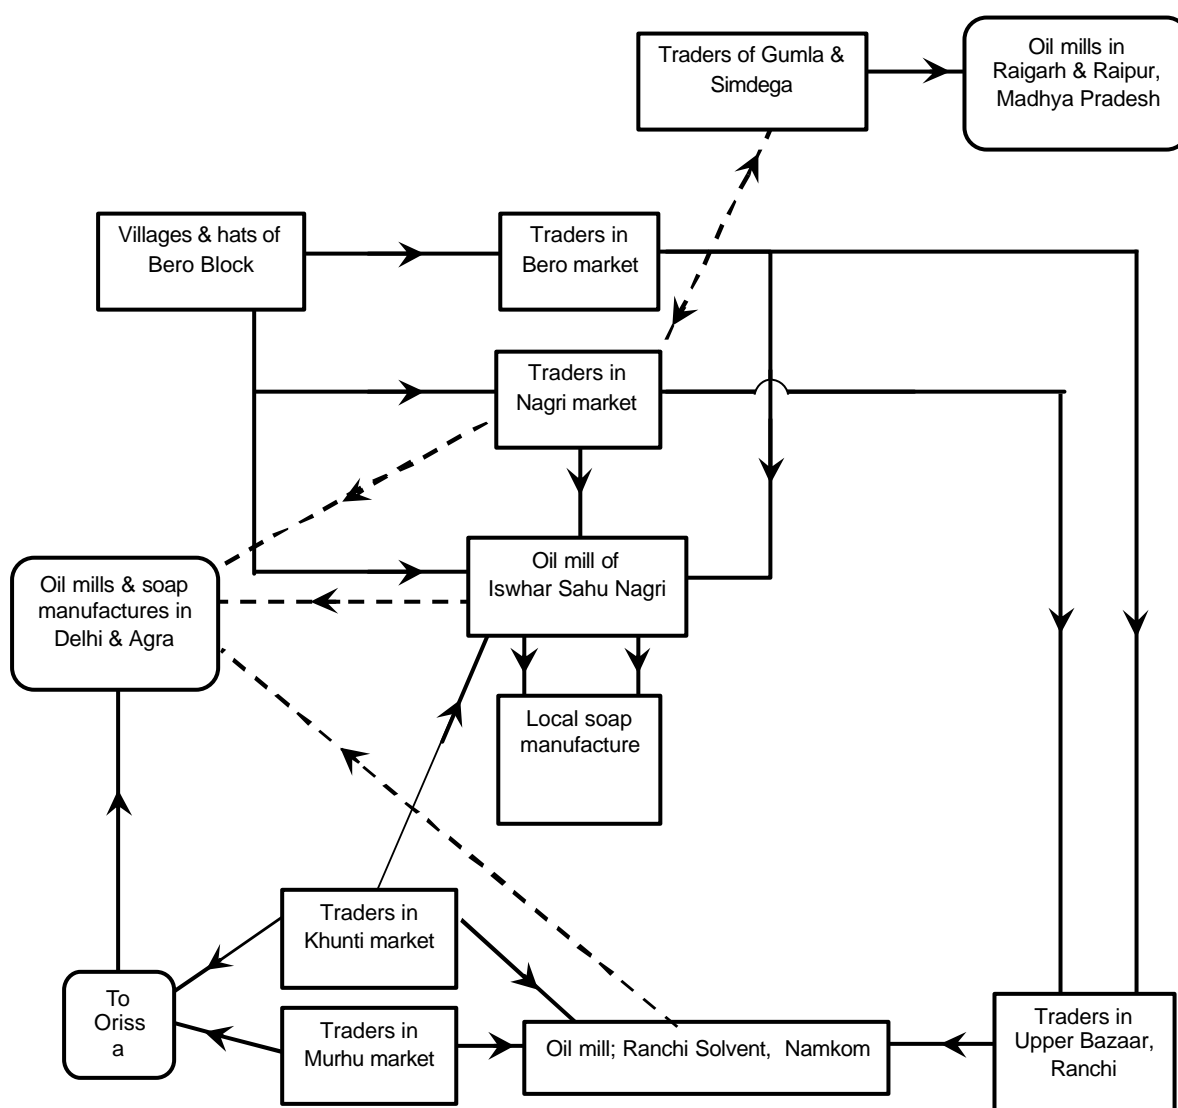 Traders of Gumla &
Simdega
Oil mills in
Raigarh & Raipur,
Madhya Pradesh
Villages & hats of
Bero Block
Traders in
Bero market
Traders in
Nagri market
Oil mill of
Iswhar Sahu Nagri
Oil mills & soap
manufactures in
Delhi & Agra
Local soap
manufacture
Traders in
Khunti market
To
Oriss
a
Traders in
Murhu market
Oil mill; Ranchi Solvent, Namkom
Traders in
Upper Bazaar,
Ranchi